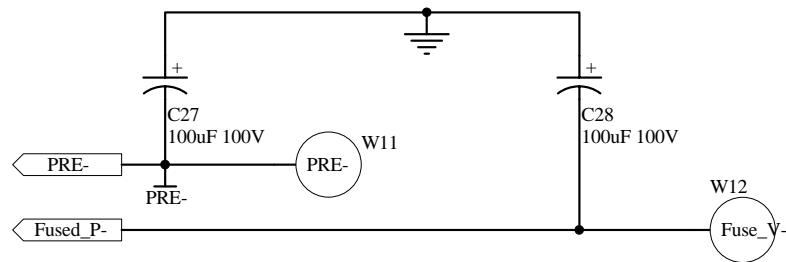 +
+
C27
100uF 100V
C28
100uF 100V
W11
PRE-
PRE-
PRE-
W12
Fused_P-
Fuse_V-